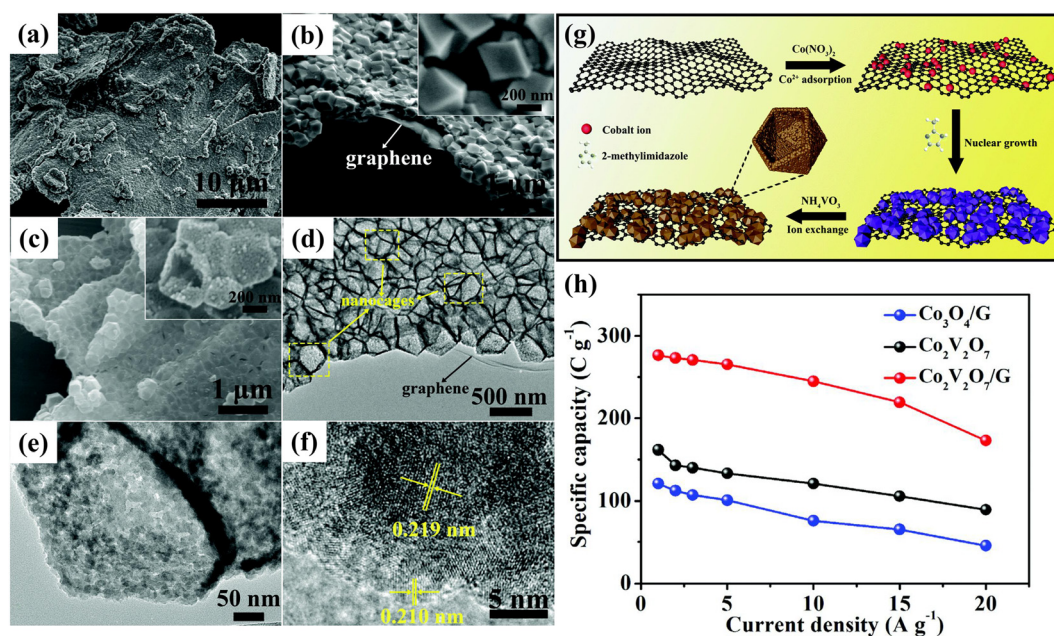 (a)
10 μm
(b)
200 nm
graphene
1 μm
(c)
200 nm
1 μm
(d)
nanocages
graphene
500 nm
(e)
50 nm
(f)
0.219 nm
0.210 nm
5 nm
(g)
Co(NO₃)₂
Co²⁺ adsorption
Cobalt ion
2-methylimidazole
Nuclear growth
NH₄VO₃
Ion exchange
(h)
Co₃O₄/G
Co₂V₂O₇
Co₂V₂O₇/G
Specific capacity (C g⁻¹)
300
200
100
0
0 5 10 15 20
Current density (A g⁻¹)